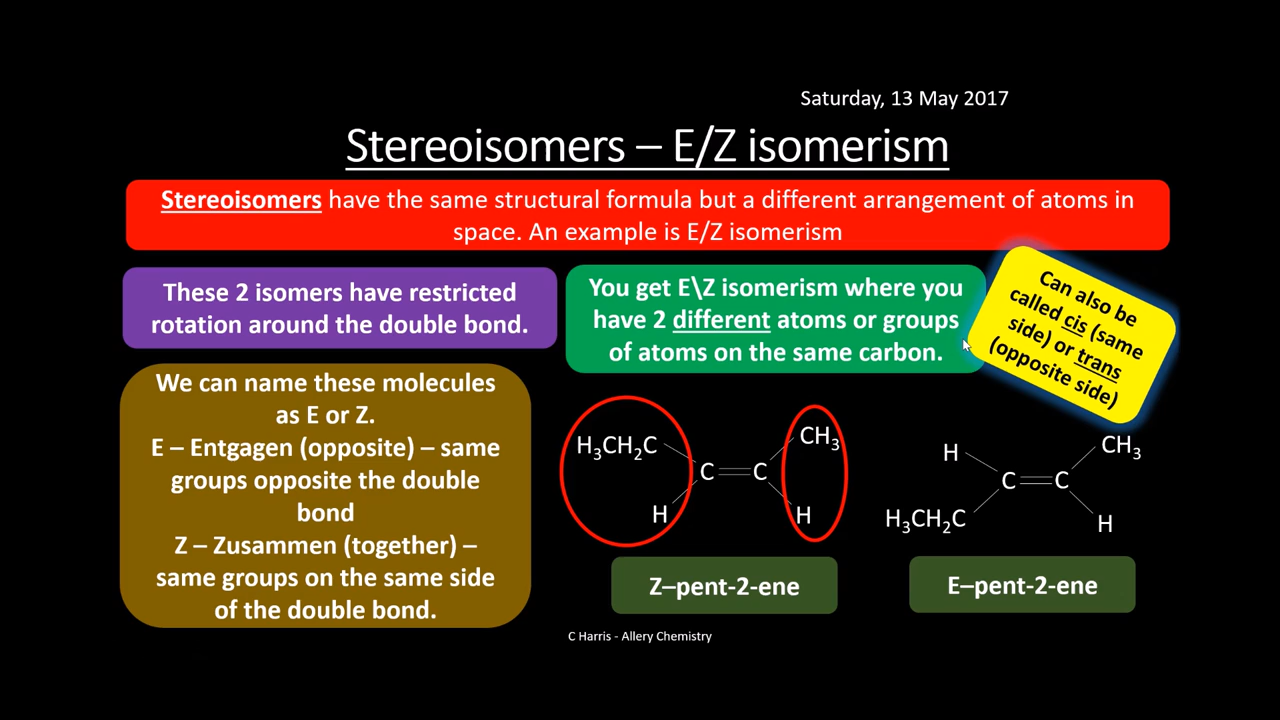 Saturday, 13 May 2017
Stereoisomers – E/Z isomerism
Stereoisomers have the same structural formula but a different arrangement of atoms in
space. An example is E/Z isomerism
These 2 isomers have restricted
rotation around the double bond.
You get E\Z isomerism where you
have 2 different atoms or groups
of atoms on the same carbon.
Can also be
called cis (same
side) or trans
(opposite side)
We can name these molecules
as E or Z.
E – Entgagen (opposite) – same
groups opposite the double
bond
Z – Zusammen (together) –
same groups on the same side
of the double bond.
H₃CH₂C CH₃
C C
H H
Z–pent-2-ene
H CH₃
C C
H₃CH₂C H
E–pent-2-ene
C Harris - Allery Chemistry